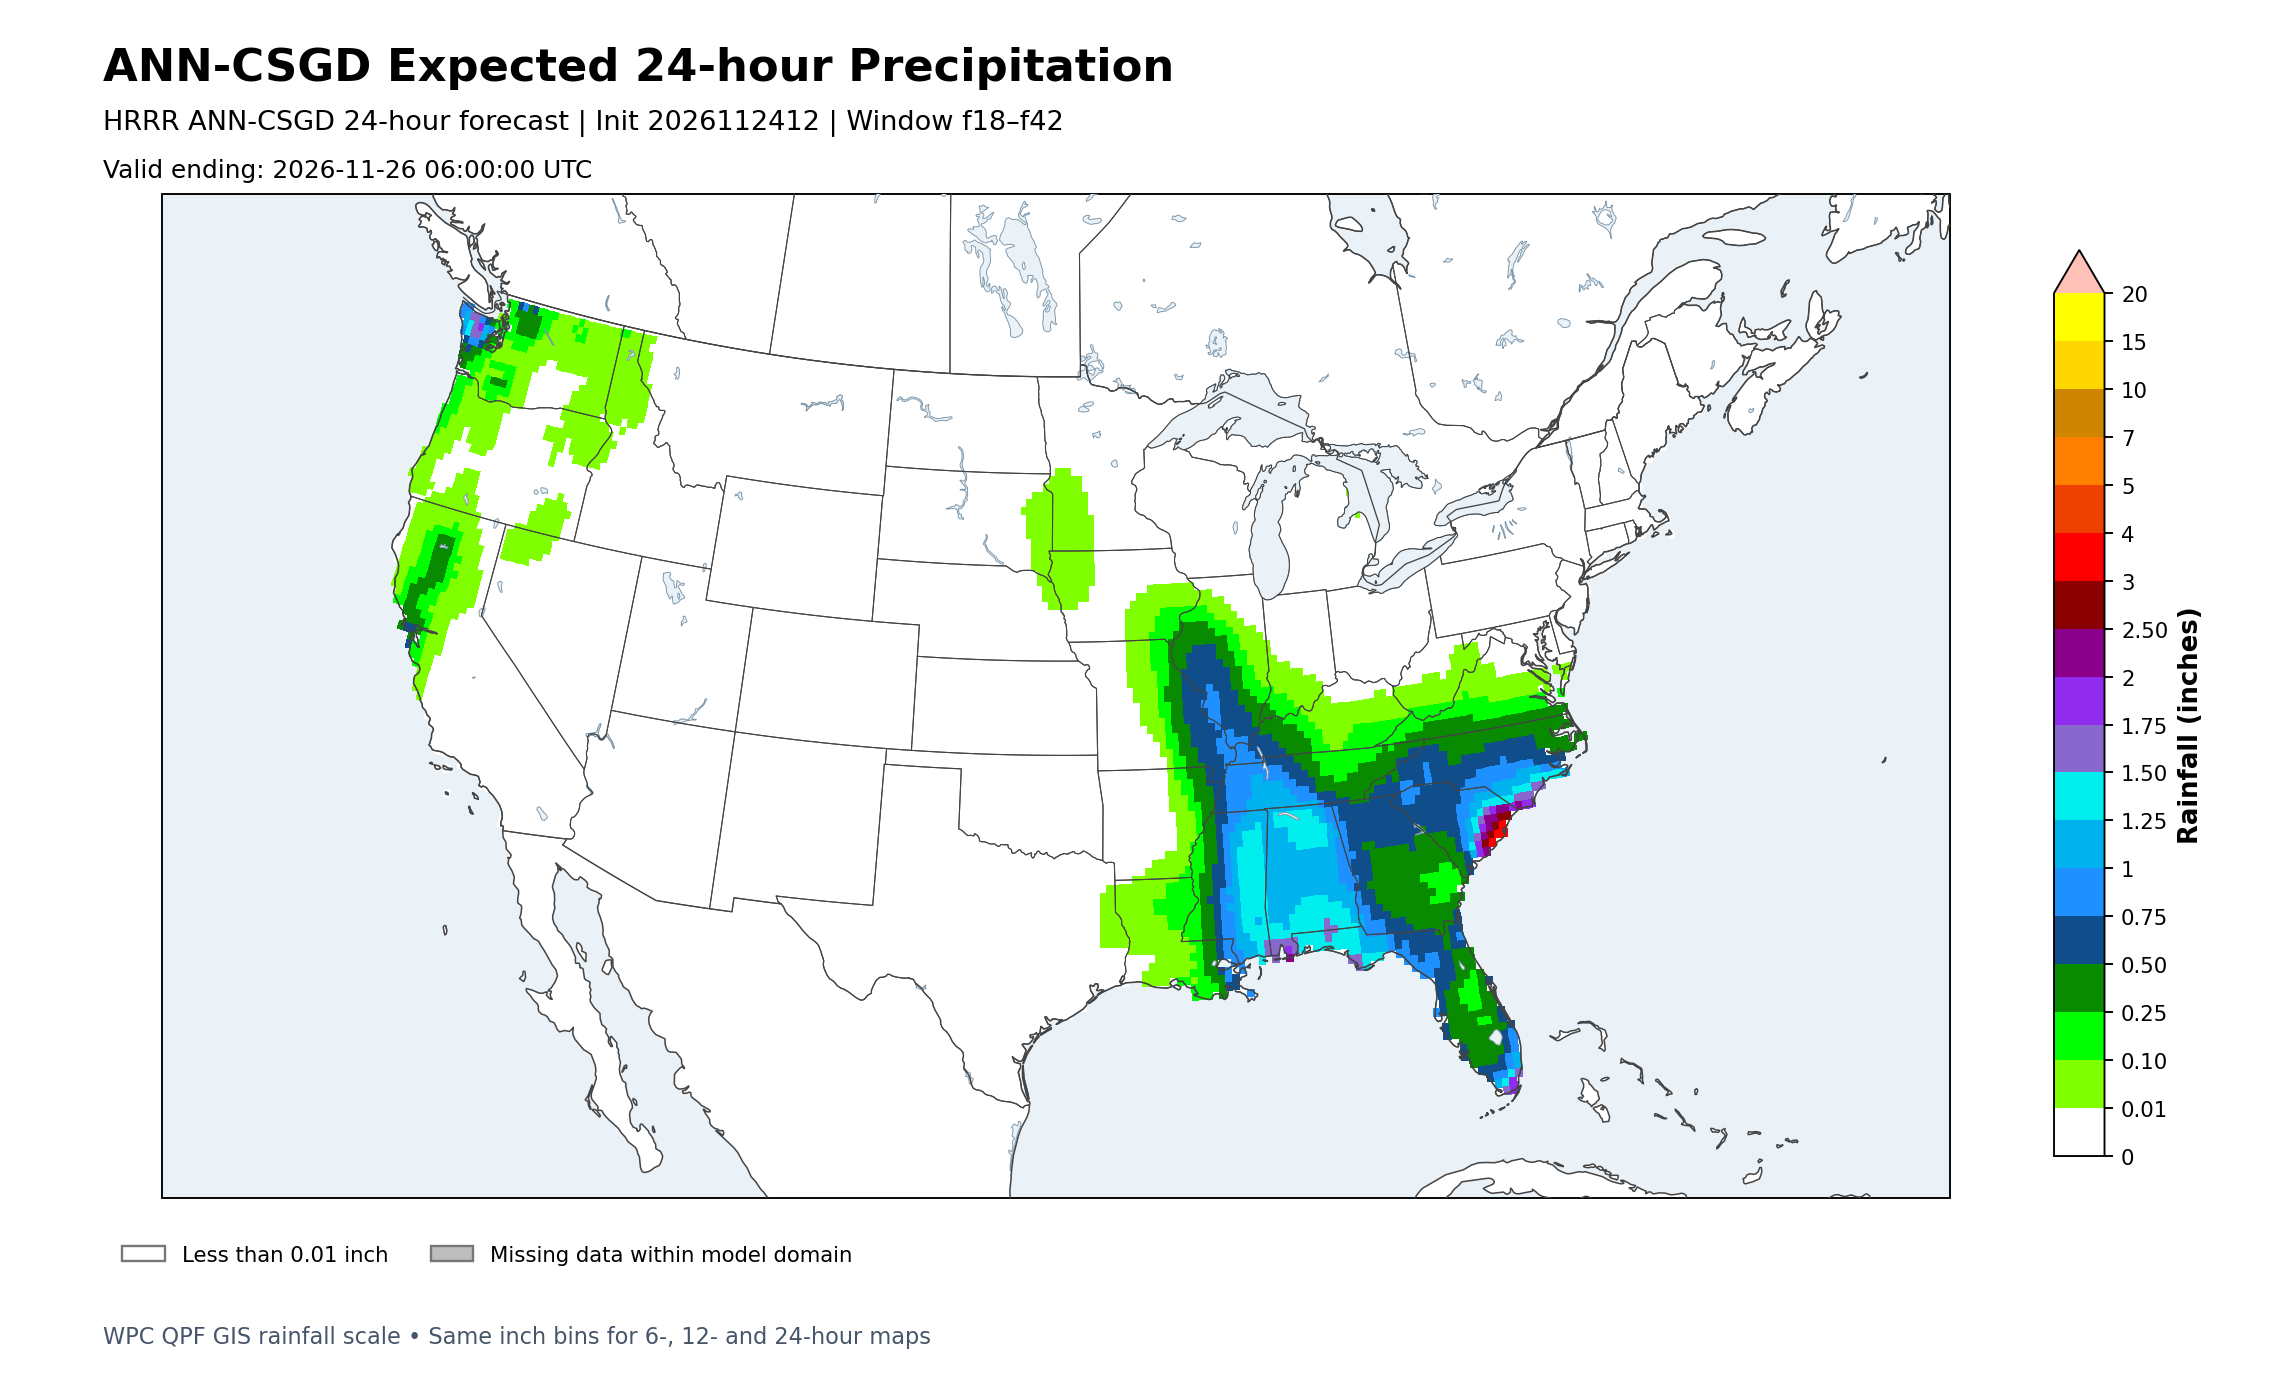 ANN-CSGD Expected 24-hour Precipitation
HRRR ANN-CSGD 24-hour forecast | Init 2026112412 | Window f18–f42
Valid ending: 2026-11-26 06:00:00 UTC
20
15
10
7
5
4
3
2.50
2
1.75
1.50
1.25
1
0.75
0.50
0.25
0.10
0.01
0
Rainfall (inches)
Less than 0.01 inch
Missing data within model domain
WPC QPF GIS rainfall scale • Same inch bins for 6-, 12- and 24-hour maps